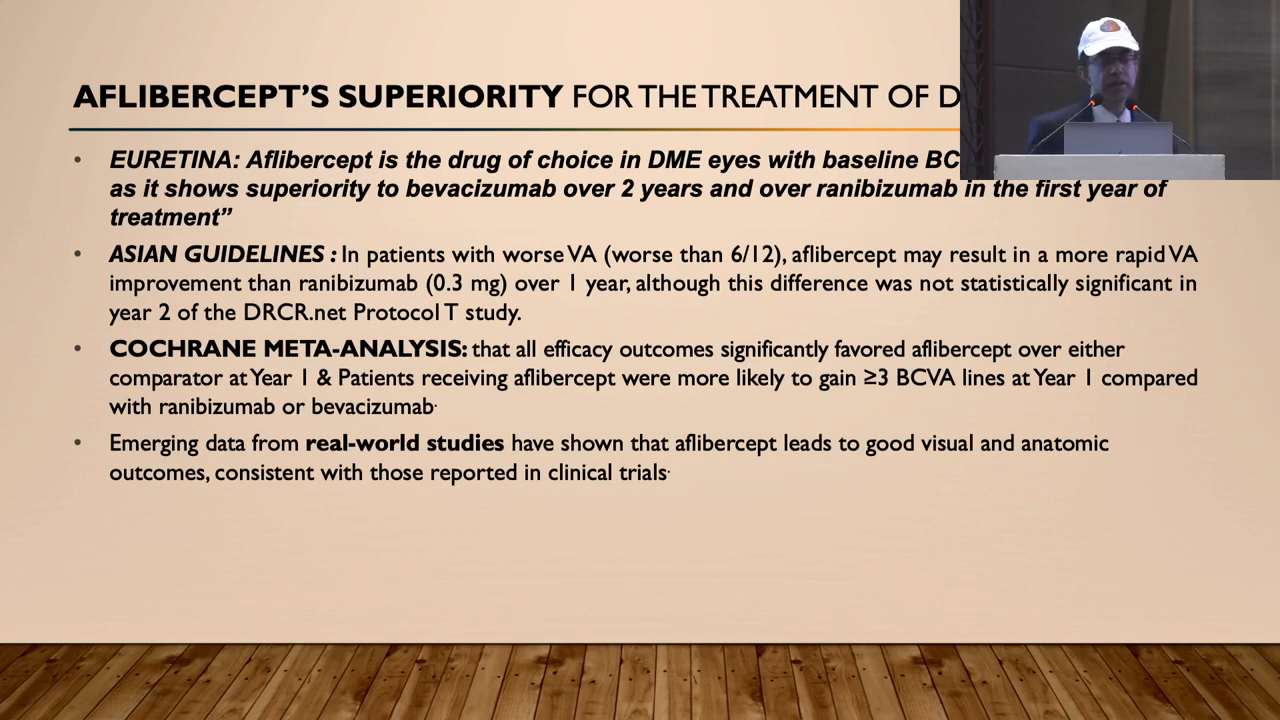 AFLIBERCEPT'S SUPERIORITY FOR THE TREATMENT OF D
• EURETINA: Aflibercept is the drug of choice in DME eyes with baseline BC
as it shows superiority to bevacizumab over 2 years and over ranibizumab in the first year of
treatment”
• ASIAN GUIDELINES : In patients with worse VA (worse than 6/12), aflibercept may result in a more rapid VA
improvement than ranibizumab (0.3 mg) over 1 year, although this difference was not statistically significant in
year 2 of the DRCR.net Protocol T study.
• COCHRANE META-ANALYSIS: that all efficacy outcomes significantly favored aflibercept over either
comparator at Year 1 & Patients receiving aflibercept were more likely to gain ≥3 BCVA lines at Year 1 compared
with ranibizumab or bevacizumab.
• Emerging data from real-world studies have shown that aflibercept leads to good visual and anatomic
outcomes, consistent with those reported in clinical trials.